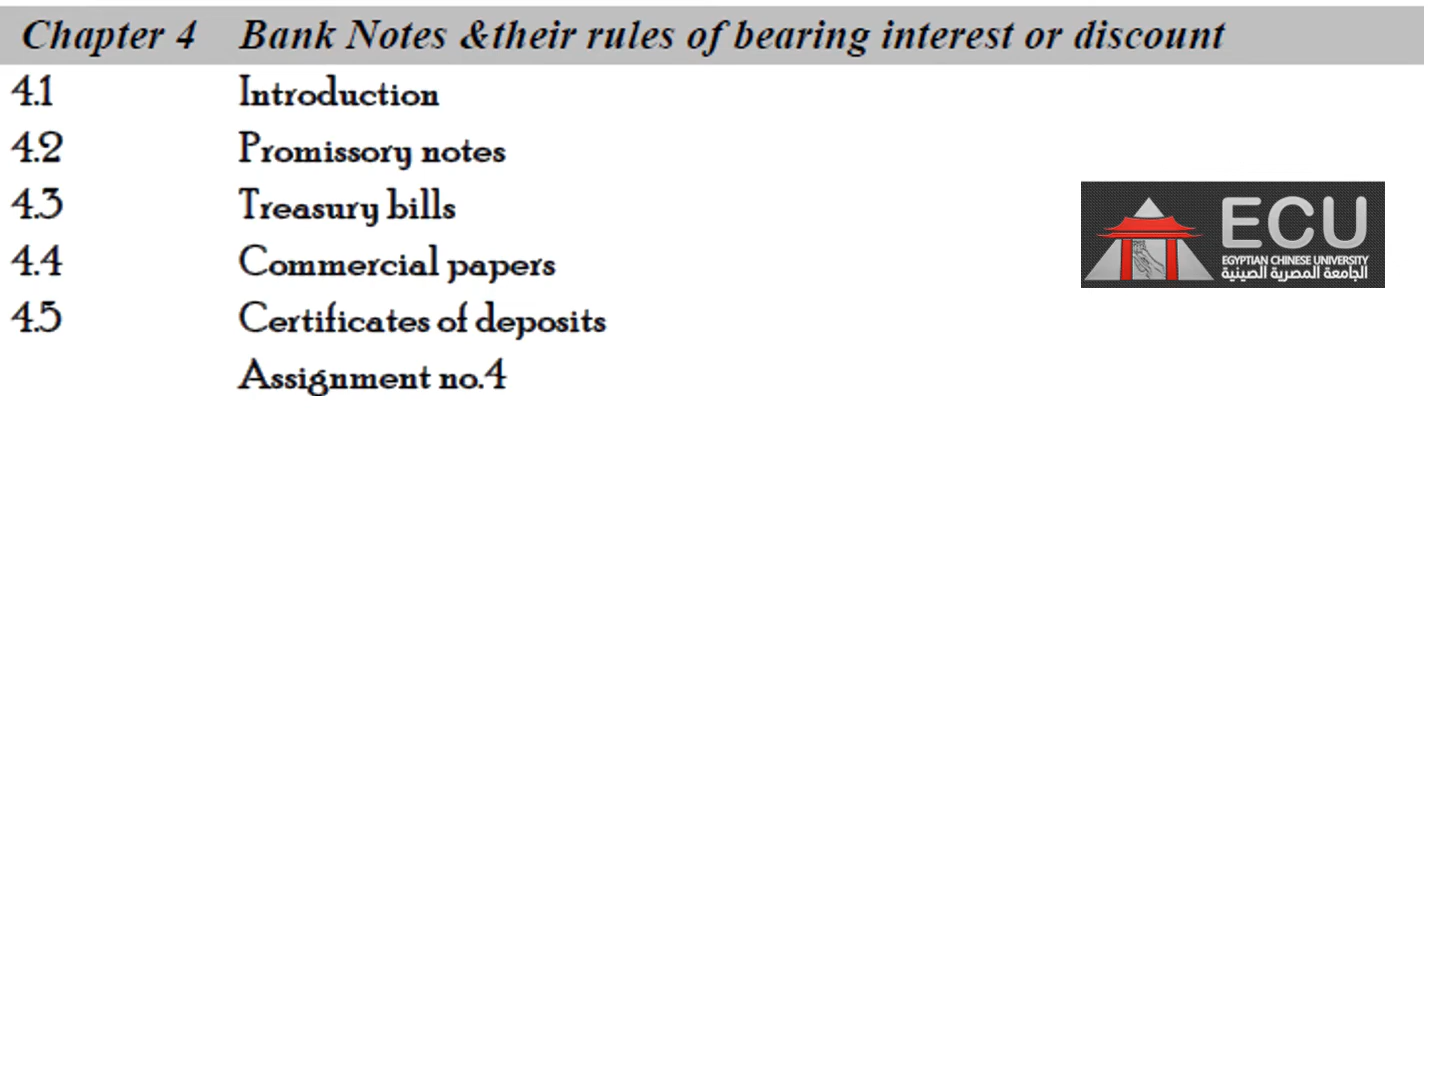 Chapter 4 Bank Notes &their rules of bearing interest or discount
4.1 Introduction
4.2 Promissory notes
4.3 Treasury bills
4.4 Commercial papers
4.5 Certificates of deposits
Assignment no.4
ECU
EGYPTIAN CHINESE UNIVERSITY
الجامعة المصرية الصينية